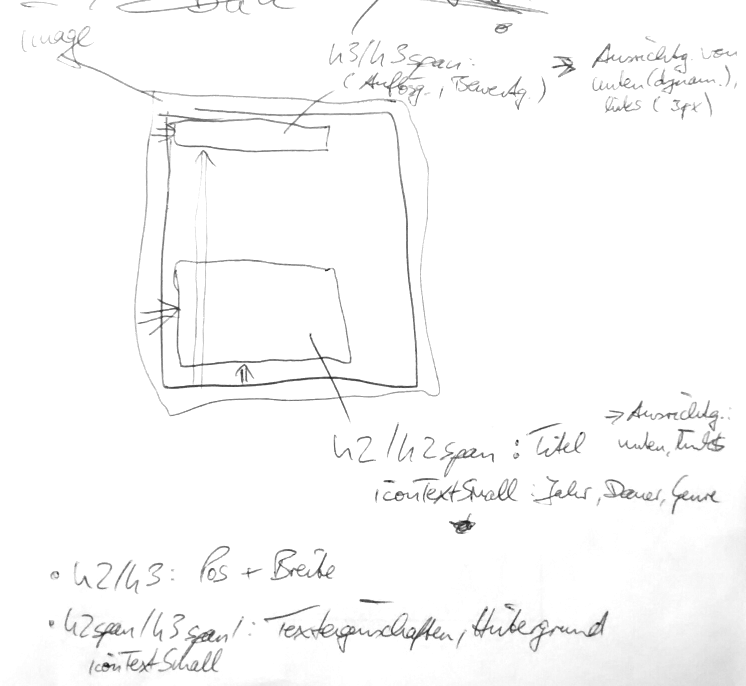 Image
h3/h3span:
(Auflsg., Bewertg.)
⇒ Ausrichtg. von
unten (dynam.),
links (3px)
h2/h2span: Titel
iconTextSmall: Jahr, Dauer, Genre
⇒ Ausrichtg.:
unten, links
• h2/h3: Pos + Breite
• h2span/h3span/: Texteigenschaften, Hintergrund
iconTextSmall